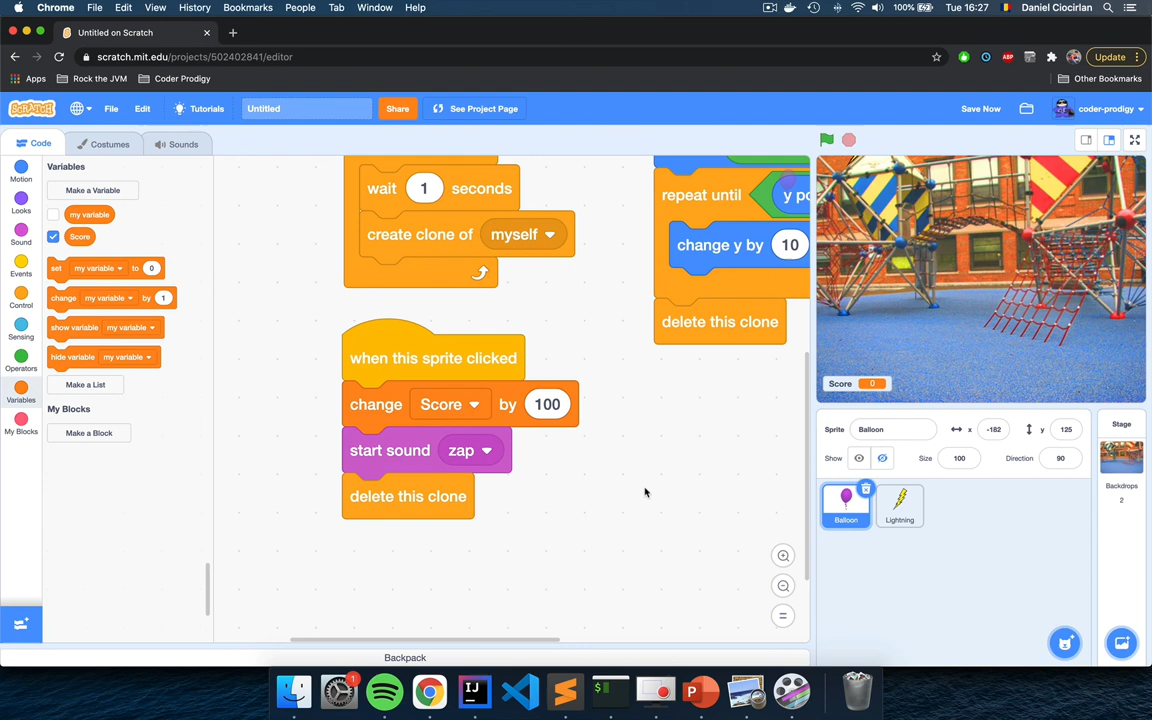 Chrome File Edit View History Bookmarks People Tab Window Help 100% Tue 16:27 Daniel Ciocirlan
Untitled on Scratch
scratch.mit.edu/projects/502402841/editor ABP Update
Apps Rock the JVM Coder Prodigy Other Bookmarks
SCRATCH File Edit Tutorials Untitled Share See Project Page Save Now coder-prodigy
Code Costumes Sounds
Motion
Looks
Sound
Events
Control
Sensing
Operators
Variables
My Blocks
Variables
Make a Variable
my variable
Score
set my variable to 0
change my variable by 1
show variable my variable
hide variable my variable
Make a List
My Blocks
Make a Block
wait 1 seconds
create clone of myself
when this sprite clicked
change Score by 100
start sound zap
delete this clone
repeat until y po
change y by 10
delete this clone
Backpack
Score 0
Sprite Balloon x -182 y 125
Show Size 100 Direction 90
Balloon
Lightning
Stage
Backdrops
2
1
IJ
$
P